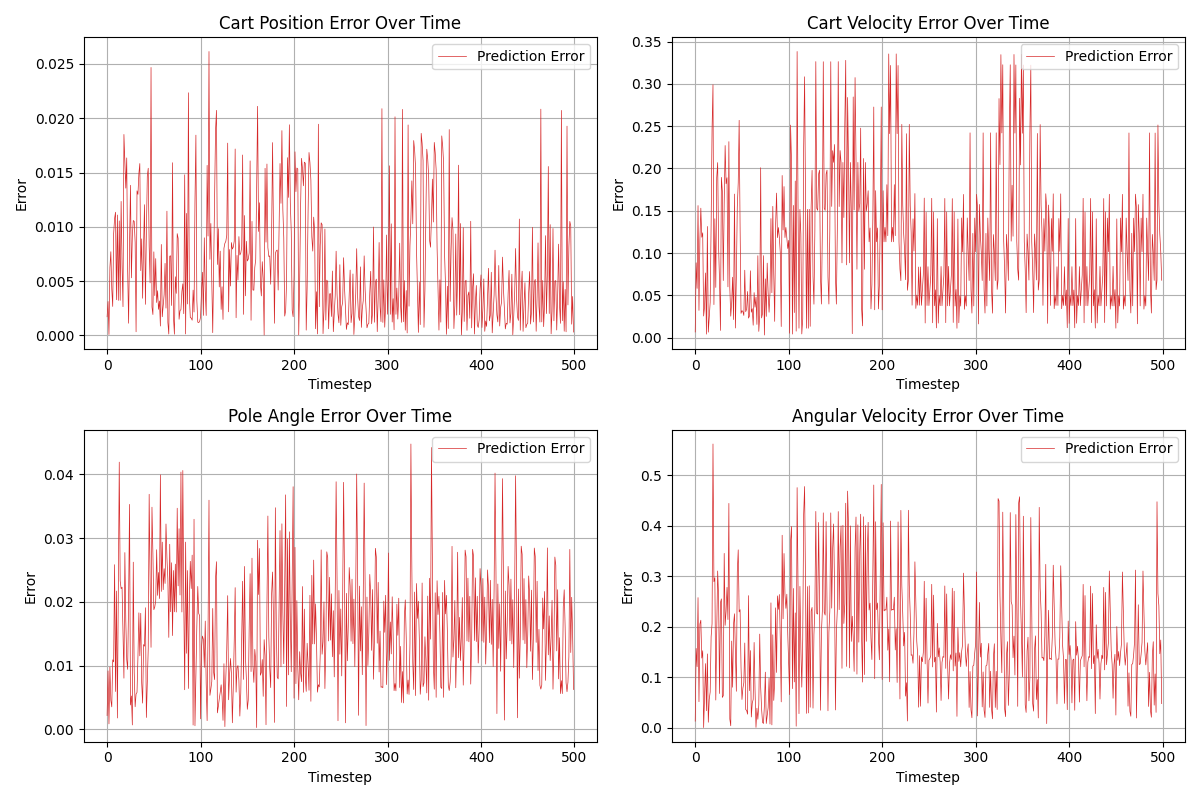 Cart Position Error Over Time
Prediction Error
Error
0.025
0.020
0.015
0.010
0.005
0.000
0 100 200 300 400 500
Timestep
Cart Velocity Error Over Time
Prediction Error
Error
0.35
0.30
0.25
0.20
0.15
0.10
0.05
0.00
0 100 200 300 400 500
Timestep
Pole Angle Error Over Time
Prediction Error
Error
0.04
0.03
0.02
0.01
0.00
0 100 200 300 400 500
Timestep
Angular Velocity Error Over Time
Prediction Error
Error
0.5
0.4
0.3
0.2
0.1
0.0
0 100 200 300 400 500
Timestep